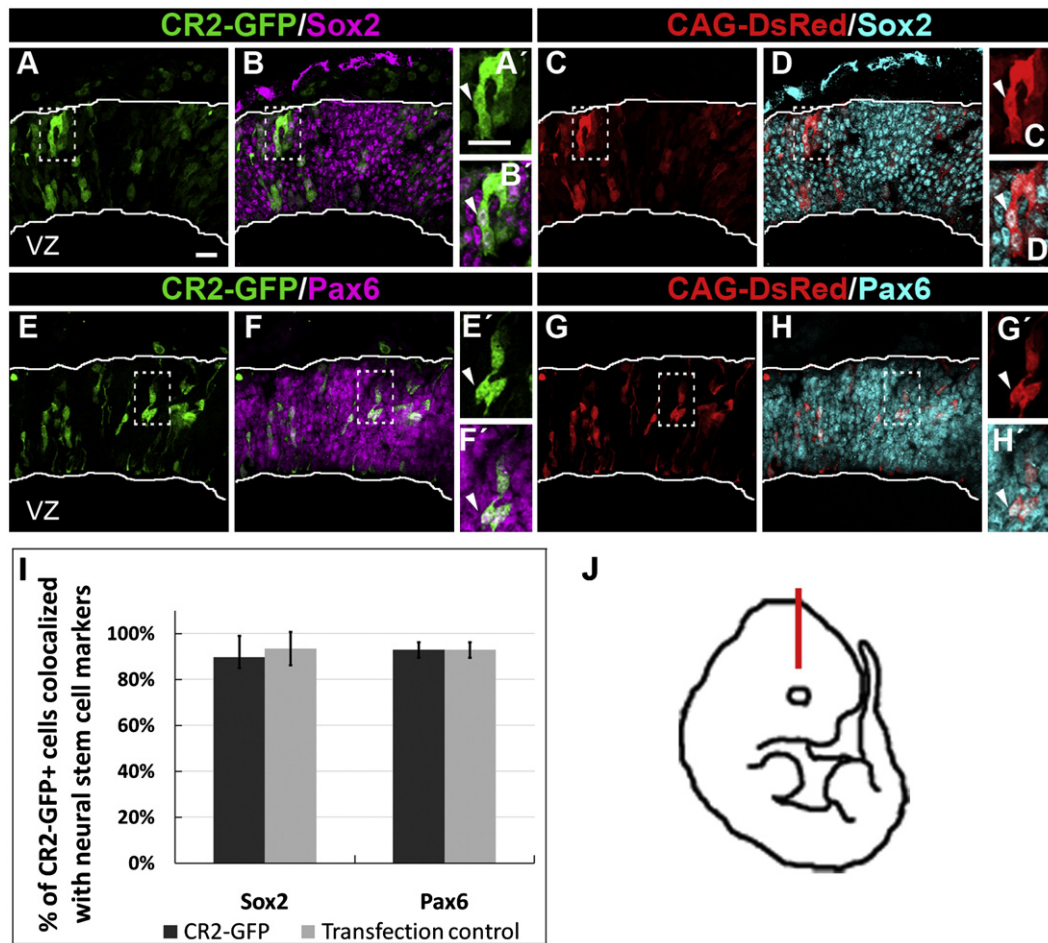 CR2-GFP/Sox2
CAG-DsRed/Sox2
A
B
A´
B´
C
D
C
D
VZ
CR2-GFP/Pax6
CAG-DsRed/Pax6
E
F
E´
F´
G
H
G´
H´
VZ
I
% of CR2-GFP+ cells colocalized
with neural stem cell markers
100%
80%
60%
40%
20%
0%
Sox2
Pax6
CR2-GFP
Transfection control
J